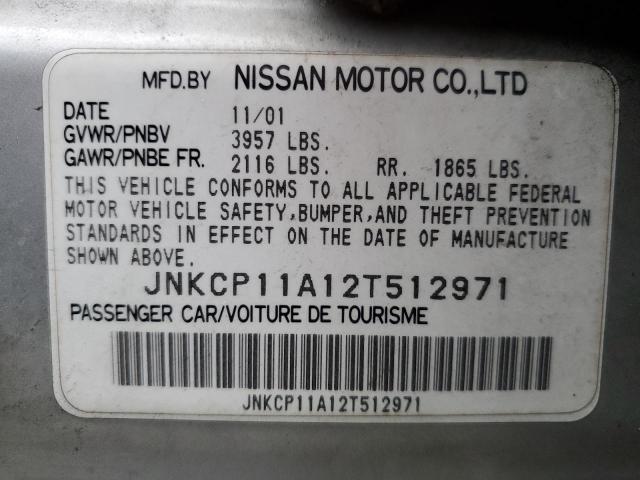 MFD.BY NISSAN MOTOR CO.,LTD
DATE 11/01
GVWR/PNBV 3957 LBS.
GAWR/PNBE FR. 2116 LBS. RR. 1865 LBS.
THIS VEHICLE CONFORMS TO ALL APPLICABLE FEDERAL
MOTOR VEHICLE SAFETY,BUMPER,AND THEFT PREVENTION
STANDARDS IN EFFECT ON THE DATE OF MANUFACTURE
SHOWN ABOVE.
JNKCP11A12T512971
PASSENGER CAR/VOITURE DE TOURISME
JNKCP11A12T512971